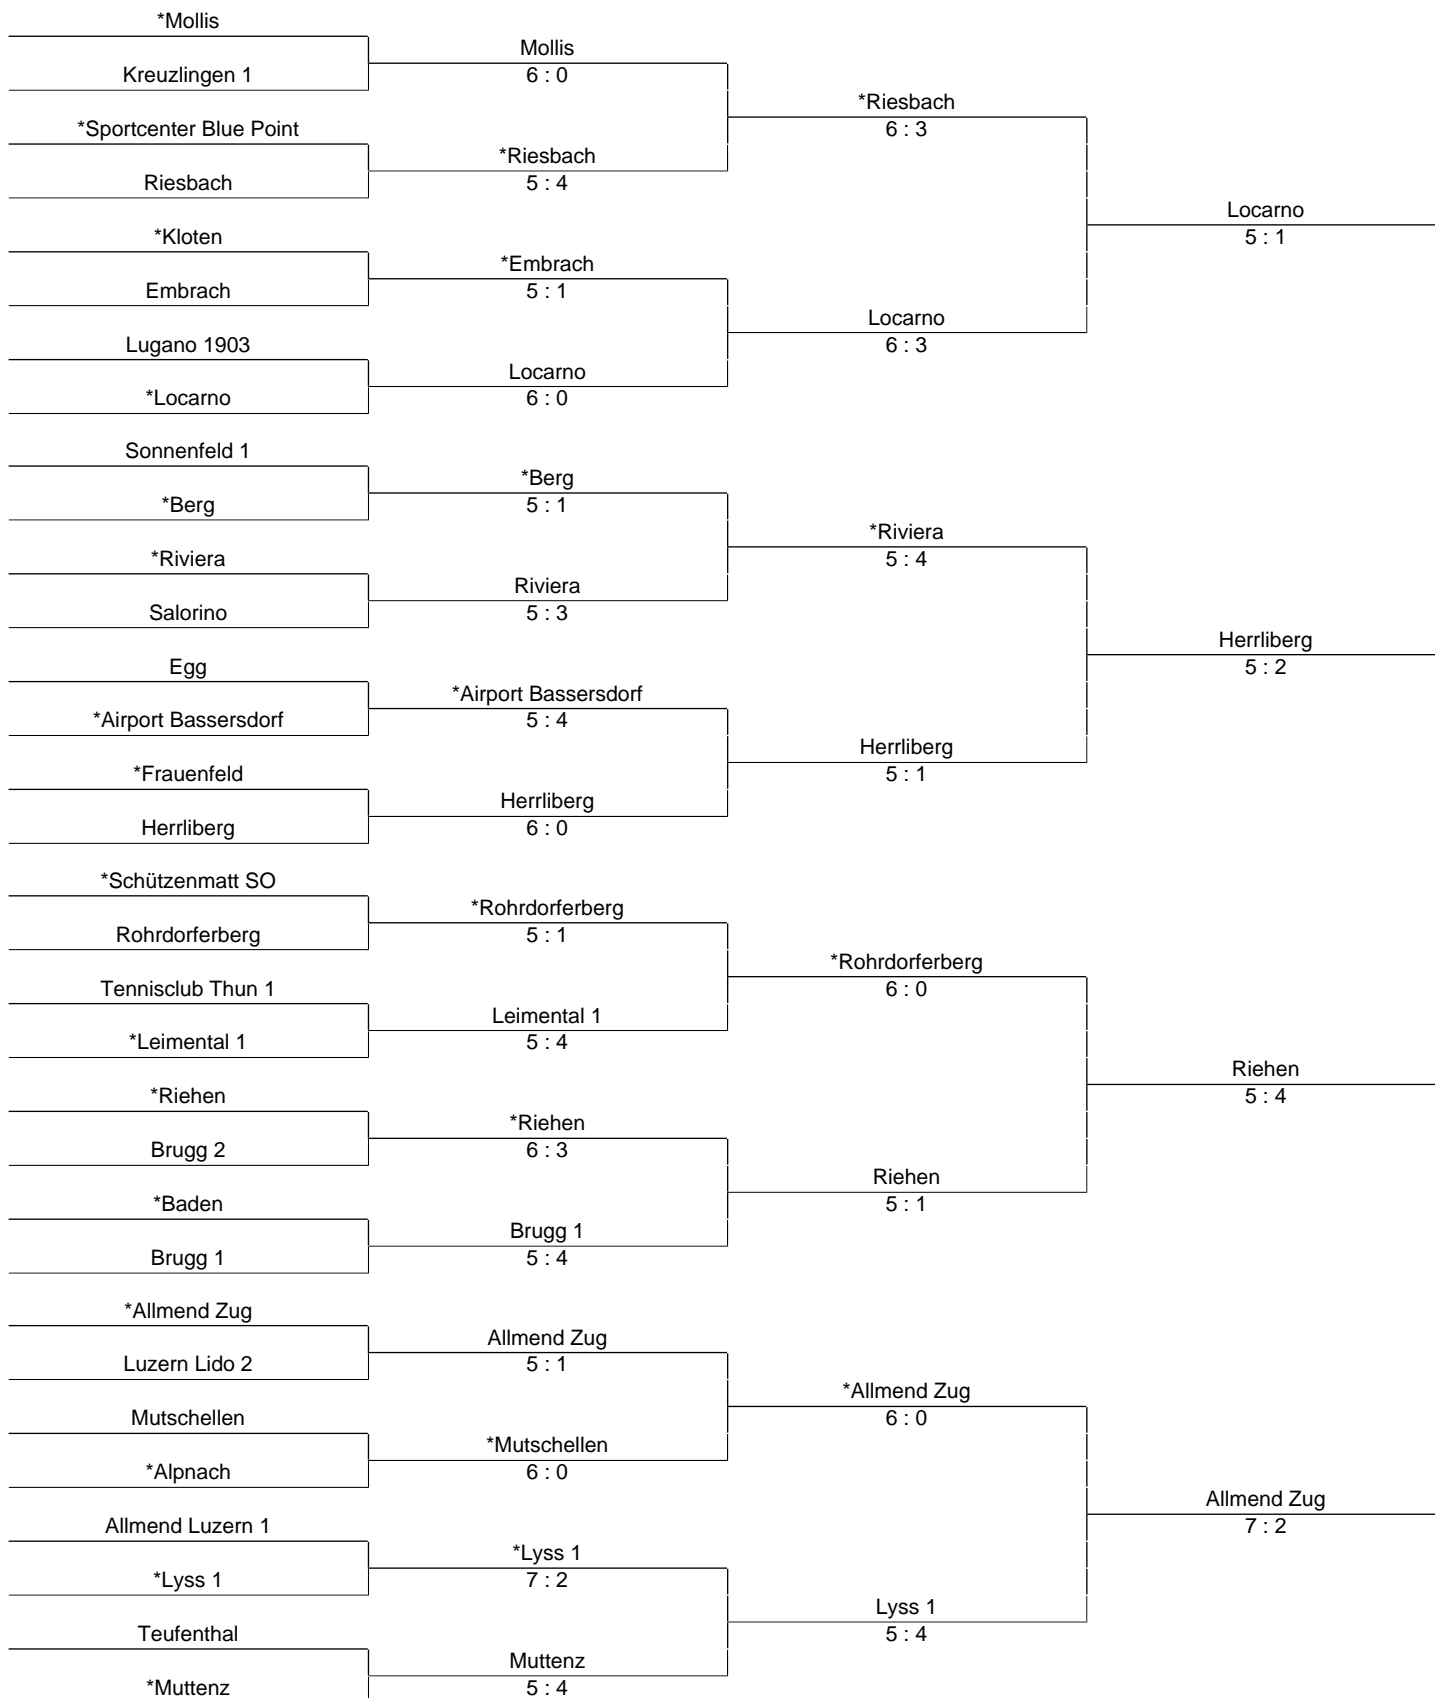 *Mollis
Kreuzlingen 1
*Sportcenter Blue Point
Riesbach
*Kloten
Embrach
Lugano 1903
*Locarno
Sonnenfeld 1
*Berg
*Riviera
Salorino
Egg
*Airport Bassersdorf
*Frauenfeld
Herrliberg
*Schützenmatt SO
Rohrdorferberg
Tennisclub Thun 1
*Leimental 1
*Riehen
Brugg 2
*Baden
Brugg 1
*Allmend Zug
Luzern Lido 2
Mutschellen
*Alpnach
Allmend Luzern 1
*Lyss 1
Teufenthal
*Muttenz
Mollis
6 : 0
*Riesbach
5 : 4
*Embrach
5 : 1
Locarno
6 : 0
*Berg
5 : 1
Riviera
5 : 3
*Airport Bassersdorf
5 : 4
Herrliberg
6 : 0
*Rohrdorferberg
5 : 1
Leimental 1
5 : 4
*Riehen
6 : 3
Brugg 1
5 : 4
Allmend Zug
5 : 1
*Mutschellen
6 : 0
*Lyss 1
7 : 2
Muttenz
5 : 4
*Riesbach
6 : 3
Locarno
6 : 3
*Riviera
5 : 4
Herrliberg
5 : 1
*Rohrdorferberg
6 : 0
Riehen
5 : 1
*Allmend Zug
6 : 0
Lyss 1
5 : 4
Locarno
5 : 1
Herrliberg
5 : 2
Riehen
5 : 4
Allmend Zug
7 : 2